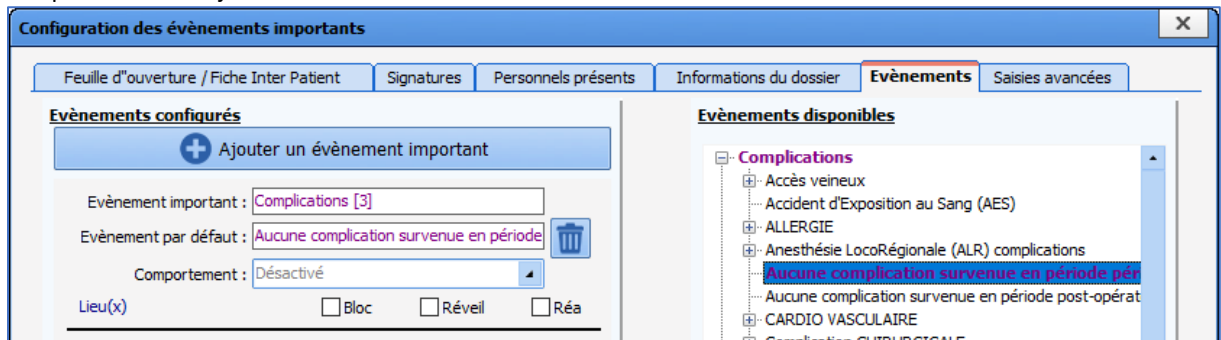 Configuration des évènements importants
Feuille d"ouverture / Fiche Inter Patient
Signatures
Personnels présents
Informations du dossier
Evènements
Saisies avancées
Evènements configurés
Ajouter un évènement important
Evènement important : Complications [3]
Evènement par défaut : Aucune complication survenue en période
Comportement : Désactivé
Lieu(x) Bloc Réveil Réa
Evènements disponibles
Complications
Accès veineux
Accident d'Exposition au Sang (AES)
ALLERGIE
Anesthésie LocoRégionale (ALR) complications
Aucune complication survenue en période pér
Aucune complication survenue en période post-opérat
CARDIO VASCULAIRE